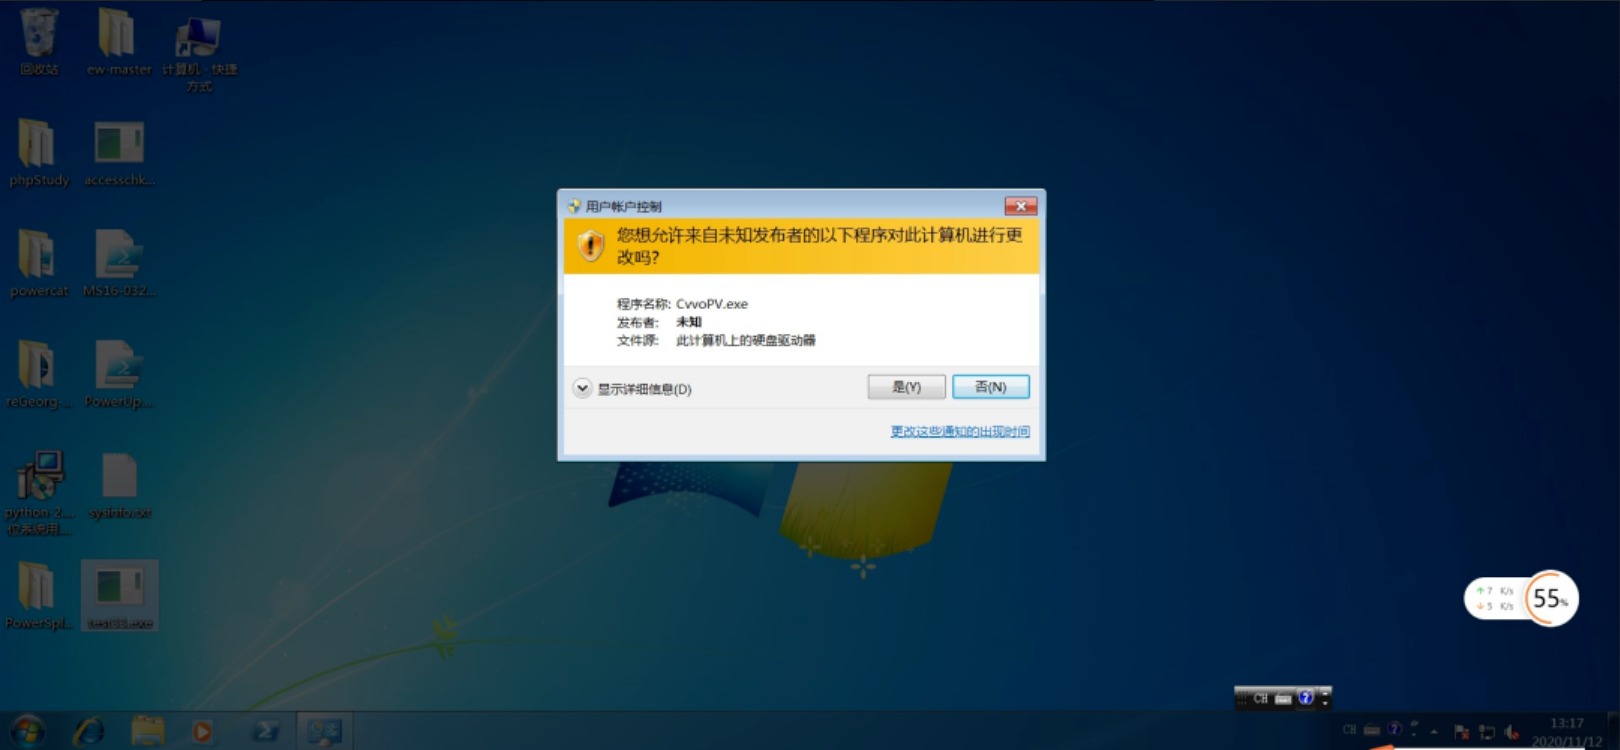 回收站
ew-master
计算机 - 快捷
方式
phpStudy
accesschk...
powercat
MS16-032...
reGeorg-...
PowerUp....
python-2....
位系统用....
sysinfo.txt
PowerSpl...
test33.exe
用户帐户控制
您想允许来自未知发布者的以下程序对此计算机进行更
改吗?
程序名称: CvvoPV.exe
发布者: 未知
文件源: 此计算机上的硬盘驱动器
显示详细信息(D)
是(Y)
否(N)
更改这些通知的出现时间
7 K/s
5 K/s
55%
CH
CH
13:17
2020/11/12